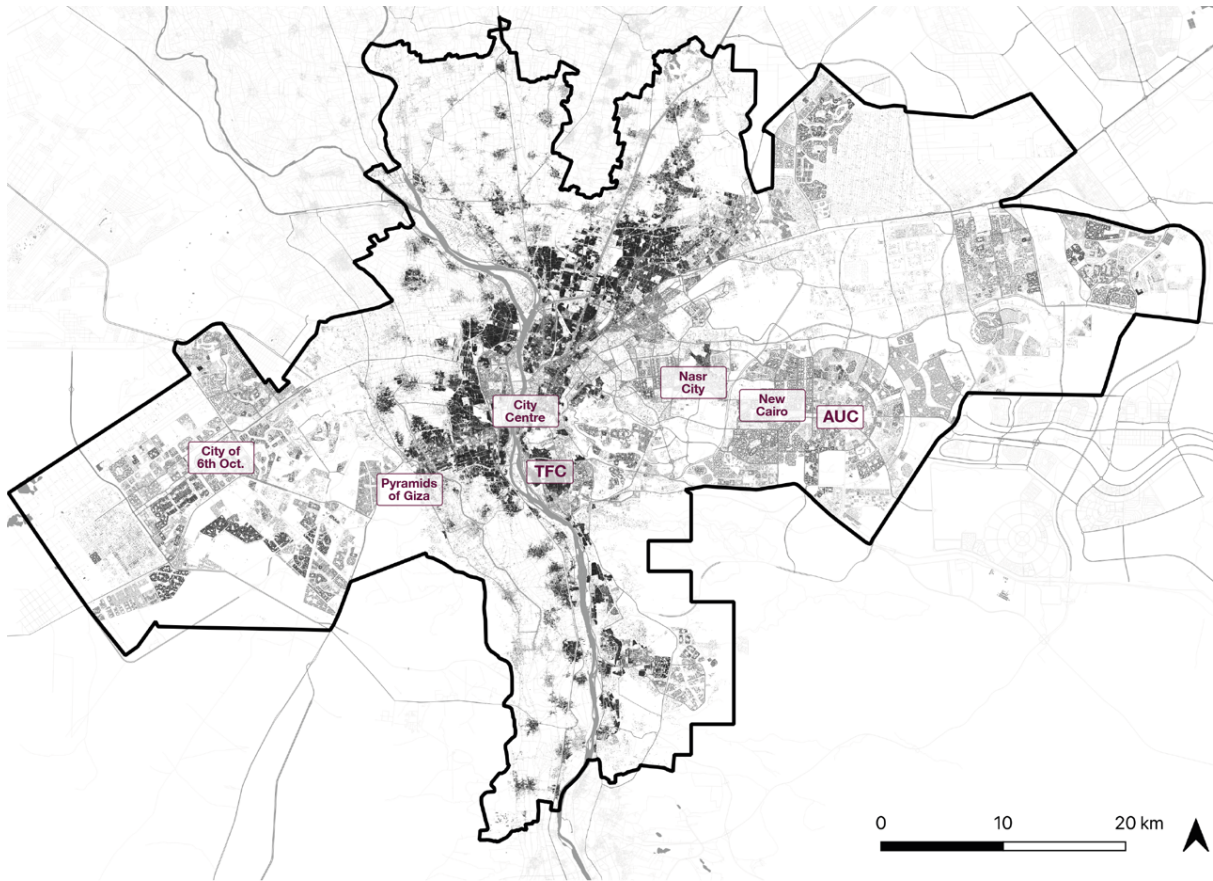 Nasr
City
New
Cairo
AUC
City
Centre
TFC
City of
6th Oct.
Pyramids
of Giza
0 10 20 km